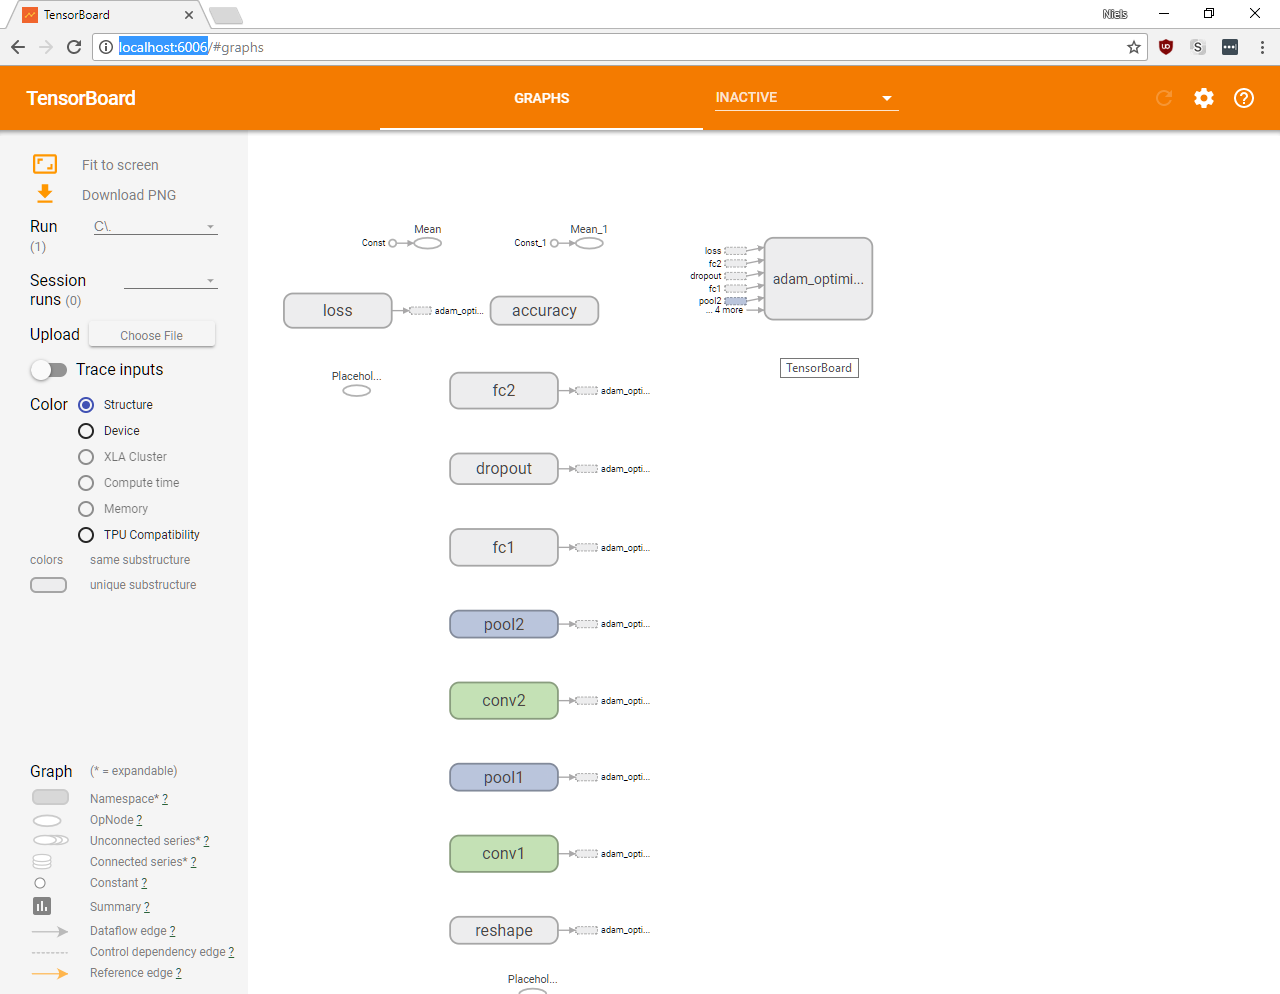 TensorBoard
Niels
localhost:6006/#graphs
TensorBoard
GRAPHS
INACTIVE
Fit to screen
Download PNG
Run
(1)
C\.
Session
runs (0)
Upload
Choose File
Trace inputs
Color
Structure
Device
XLA Cluster
Compute time
Memory
TPU Compatibility
colors
same substructure
unique substructure
Graph
(* = expandable)
Namespace* ?
OpNode ?
Unconnected series* ?
Connected series* ?
Constant ?
Summary ?
Dataflow edge ?
Control dependency edge ?
Reference edge ?
Mean
Const
Mean_1
Const_1
loss
adam_opti...
accuracy
loss
fc2
dropout
fc1
pool2
... 4 more
adam_optimi...
TensorBoard
Placehol...
fc2
adam_opti...
dropout
adam_opti...
fc1
adam_opti...
pool2
adam_opti...
conv2
adam_opti...
pool1
adam_opti...
conv1
adam_opti...
reshape
adam_opti...
Placehol...